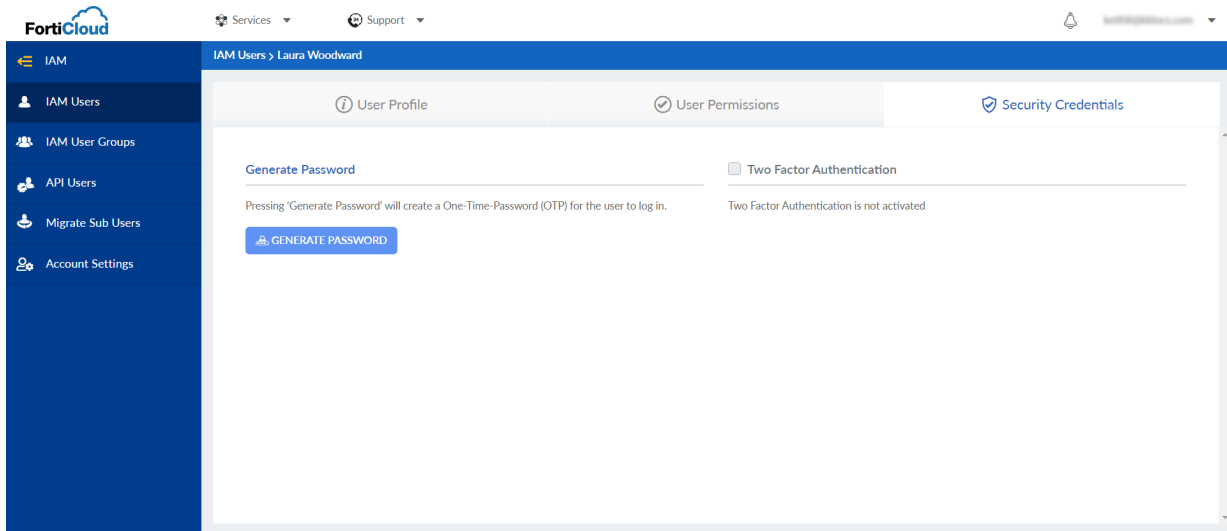 FortiCloud
Services
Support
IAM
IAM Users > Laura Woodward
IAM Users
IAM User Groups
API Users
Migrate Sub Users
Account Settings
User Profile
User Permissions
Security Credentials
Generate Password
Pressing 'Generate Password' will create a One-Time-Password (OTP) for the user to log in.
GENERATE PASSWORD
Two Factor Authentication
Two Factor Authentication is not activated